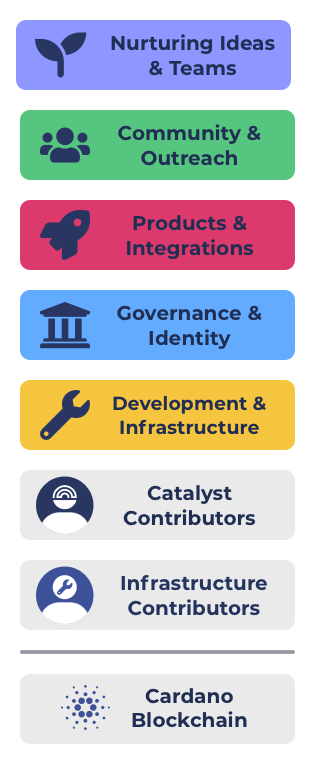 Nurturing Ideas
& Teams
Community &
Outreach
Products &
Integrations
Governance &
Identity
Development &
Infrastructure
Catalyst
Contributors
Infrastructure
Contributors
Cardano
Blockchain